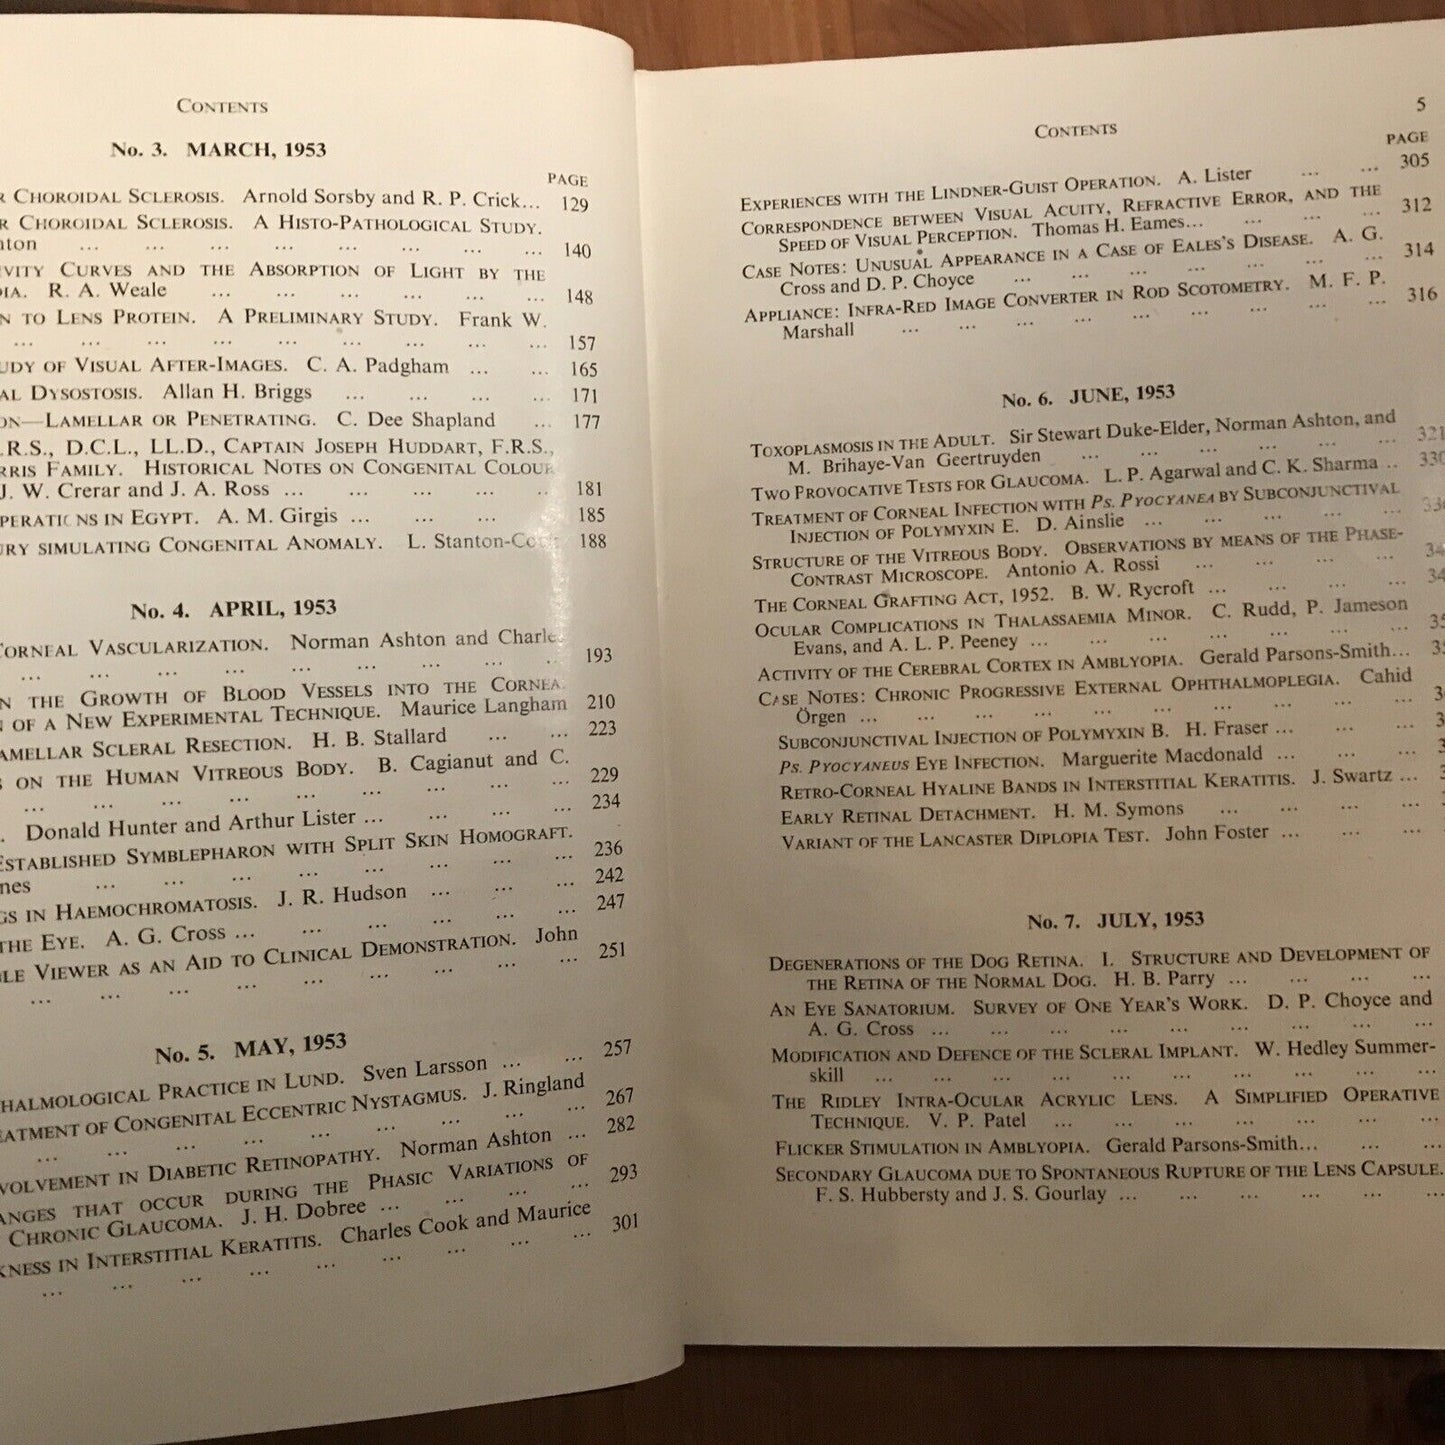 CONTENTS
No. 3. MARCH, 1953
PAGE
CHOROIDAL SCLEROSIS. Arnold Sorsby and R. P. Crick... 129
CHOROIDAL SCLEROSIS. A HISTO-PATHOLOGICAL STUDY.
... ... ... ... ... ... ... ... 140
CURVES AND THE ABSORPTION OF LIGHT BY THE
R. A. Weale ... ... ... ... ... ... 148
TO LENS PROTEIN. A PRELIMINARY STUDY. Frank W.
... ... ... ... ... ... ... ... ... 157
OF VISUAL AFTER-IMAGES. C. A. Padgham ... ... 165
DYSOSTOSIS. Allan H. Briggs ... ... ... ... 171
—LAMELLAR OR PENETRATING. C. Dee Shapland ... 177
D.C.L., LL.D., CAPTAIN JOSEPH HUDDART, F.R.S.,
FAMILY. HISTORICAL NOTES ON CONGENITAL COLOUR
J. W. Crerar and J. A. Ross ... ... ... ... ... 181
IN EGYPT. A. M. Girgis ... ... ... 185
SIMULATING CONGENITAL ANOMALY. L. Stanton-Cook 188
No. 4. APRIL, 1953
CORNEAL VASCULARIZATION. Norman Ashton and Charles
... ... ... ... ... ... ... ... ... 193
THE GROWTH OF BLOOD VESSELS INTO THE CORNEA.
OF A NEW EXPERIMENTAL TECHNIQUE. Maurice Langham 210
LAMELLAR SCLERAL RESECTION. H. B. Stallard ... ... 223
ON THE HUMAN VITREOUS BODY. B. Cagianut and C.
... ... ... ... ... ... ... ... ... 229
Donald Hunter and Arthur Lister ... ... ... ... 234
ESTABLISHED SYMBLEPHARON WITH SPLIT SKIN HOMOGRAFT.
... ... ... ... ... ... ... ... 236
IN HAEMOCHROMATOSIS. J. R. Hudson ... ... ... 242
THE EYE. A. G. Cross ... ... ... ... ... ... 247
VIEWER AS AN AID TO CLINICAL DEMONSTRATION. John
... ... ... ... ... ... ... ... ... 251
No. 5. MAY, 1953
PRACTICE IN LUND. Sven Larsson ... ... 257
OF CONGENITAL ECCENTRIC NYSTAGMUS. J. Ringland
... ... ... ... ... ... ... ... ... 267
IN DIABETIC RETINOPATHY. Norman Ashton ... 282
THAT OCCUR DURING THE PHASIC VARIATIONS OF
CHRONIC GLAUCOMA. J. H. Dobree ... ... ... ... 293
IN INTERSTITIAL KERATITIS. Charles Cook and Maurice
... ... ... ... ... ... ... ... ... 301
5
CONTENTS
PAGE
EXPERIENCES WITH THE LINDNER-GUIST OPERATION. A. Lister ... ... 305
CORRESPONDENCE BETWEEN VISUAL ACUITY, REFRACTIVE ERROR, AND THE
SPEED OF VISUAL PERCEPTION. Thomas H. Eames... ... ... ... 312
CASE NOTES: UNUSUAL APPEARANCE IN A CASE OF EALES'S DISEASE. A. G.
Cross and D. P. Choyce ... ... ... ... ... ... ... 314
APPLIANCE: INFRA-RED IMAGE CONVERTER IN ROD SCOTOMETRY. M. F. P.
Marshall ... ... ... ... ... ... ... ... ... 316
No. 6. JUNE, 1953
TOXOPLASMOSIS IN THE ADULT. Sir Stewart Duke-Elder, Norman Ashton, and
M. Brihaye-Van Geertruyden ... ... ... ... ... ... 321
TWO PROVOCATIVE TESTS FOR GLAUCOMA. L. P. Agarwal and C. K. Sharma .. 330
TREATMENT OF CORNEAL INFECTION WITH PS. PYOCYANEA BY SUBCONJUNCTIVAL
INJECTION OF POLYMYXIN E. D. Ainslie ... ... ... ... ...
STRUCTURE OF THE VITREOUS BODY. OBSERVATIONS BY MEANS OF THE PHASE-
CONTRAST MICROSCOPE. Antonio A. Rossi ... ... ... ...
THE CORNEAL GRAFTING ACT, 1952. B. W. Rycroft ... ... ... ...
OCULAR COMPLICATIONS IN THALASSAEMIA MINOR. C. Rudd, P. Jameson
Evans, and A. L. P. Peeney ... ... ... ... ... ... ...
ACTIVITY OF THE CEREBRAL CORTEX IN AMBLYOPIA. Gerald Parsons-Smith...
CASE NOTES: CHRONIC PROGRESSIVE EXTERNAL OPHTHALMOPLEGIA. Cahid
Örgen ... ... ... ... ... ... ... ... ... ...
SUBCONJUNCTIVAL INJECTION OF POLYMYXIN B. H. Fraser ... ... ...
PS. PYOCYANEUS EYE INFECTION. Marguerite Macdonald ... ... ...
RETRO-CORNEAL HYALINE BANDS IN INTERSTITIAL KERATITIS. J. Swartz ...
EARLY RETINAL DETACHMENT. H. M. Symons ... ... ... ...
VARIANT OF THE LANCASTER DIPLOPIA TEST. John Foster ... ... ...
No. 7. JULY, 1953
DEGENERATIONS OF THE DOG RETINA. I. STRUCTURE AND DEVELOPMENT OF
THE RETINA OF THE NORMAL DOG. H. B. Parry ... ... ... ...
AN EYE SANATORIUM. SURVEY OF ONE YEAR'S WORK. D. P. Choyce and
A. G. Cross ... ... ... ... ... ... ... ... ...
MODIFICATION AND DEFENCE OF THE SCLERAL IMPLANT. W. Hedley Summer-
skill ... ... ... ... ... ... ... ... ... ...
THE RIDLEY INTRA-OCULAR ACRYLIC LENS. A SIMPLIFIED OPERATIVE
TECHNIQUE. V. P. Patel ... ... ... ... ... ... ...
FLICKER STIMULATION IN AMBLYOPIA. Gerald Parsons-Smith... ... ...
SECONDARY GLAUCOMA DUE TO SPONTANEOUS RUPTURE OF THE LENS CAPSULE.
F. S. Hubbersty and J. S. Gourlay ... ... ... ... ... ...